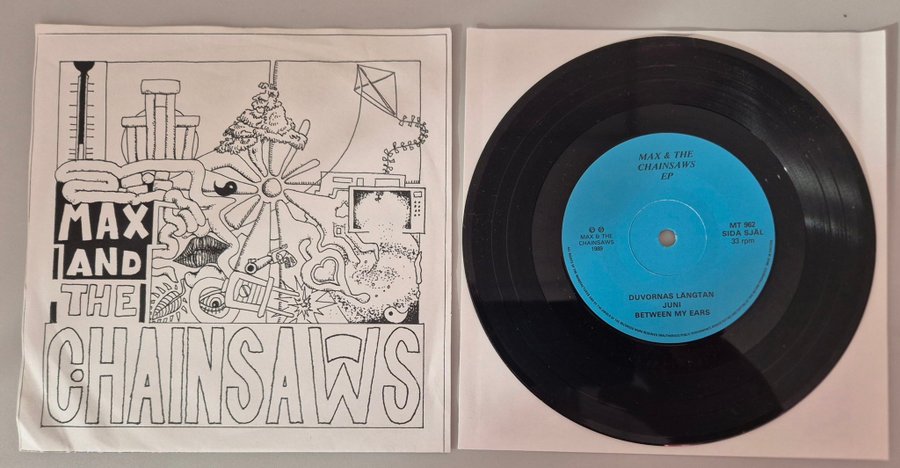 MAX
AND
THE
CHAINSAWS
MAX & THE
CHAINSAWS
EP
℗ ©
MAX & THE
CHAINSAWS
1989
MT 962
SIDA SJÄL
33 rpm
DUVORNAS LÄNGTAN
JUNI
BETWEEN MY EARS